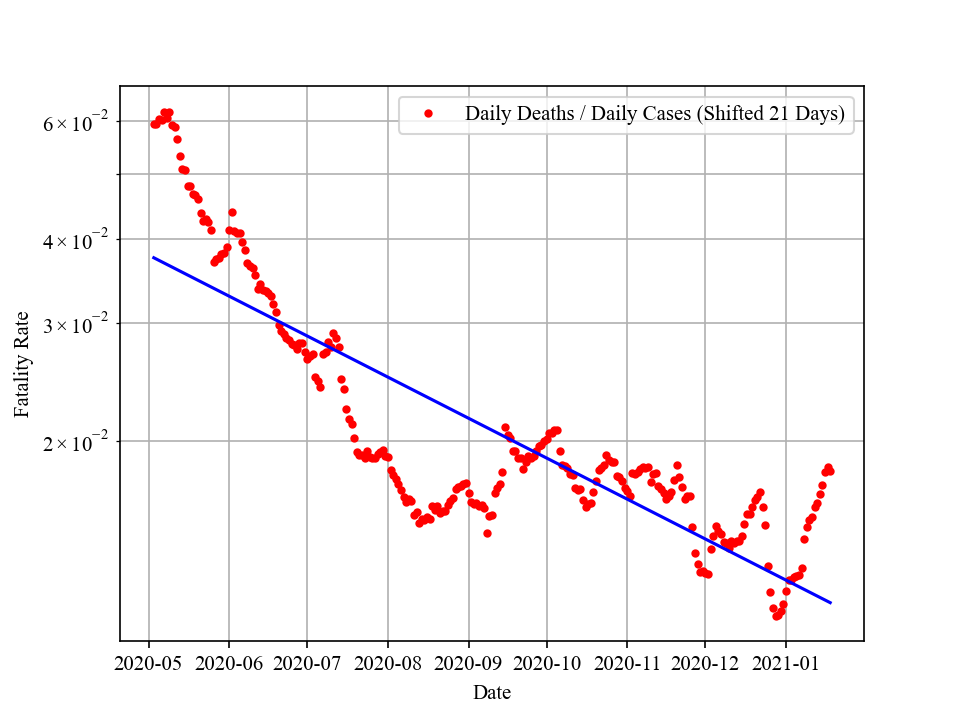 Daily Deaths / Daily Cases (Shifted 21 Days)
6 × 10⁻²
4 × 10⁻²
3 × 10⁻²
2 × 10⁻²
Fatality Rate
2020-05 2020-06 2020-07 2020-08 2020-09 2020-10 2020-11 2020-12 2021-01
Date